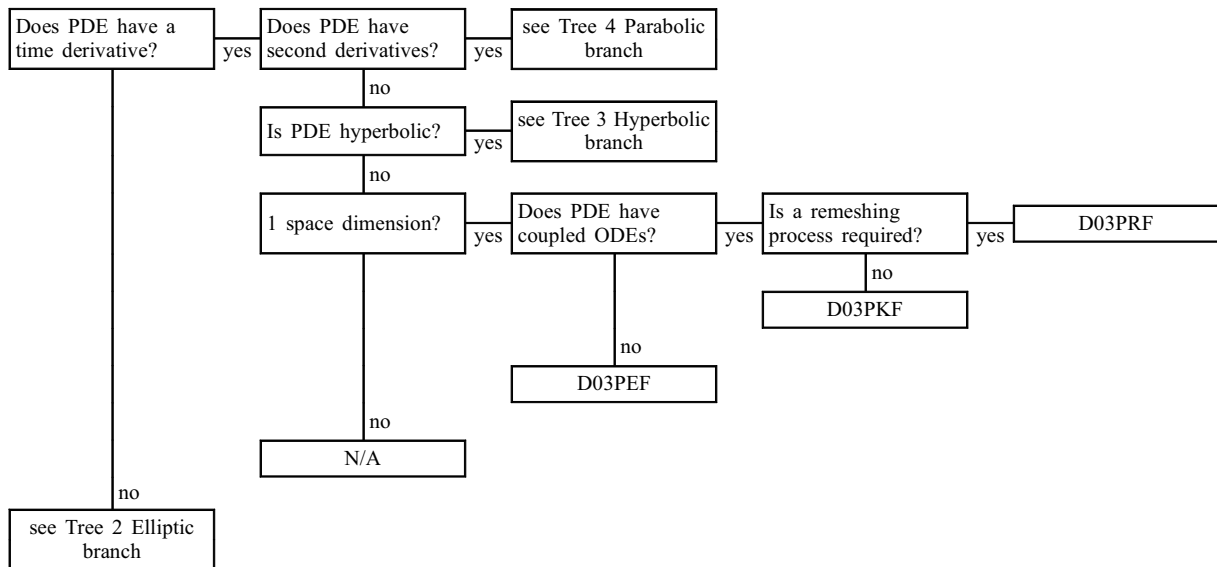 Does PDE have a
time derivative?
yes
Does PDE have
second derivatives?
yes
see Tree 4 Parabolic
branch
no
Is PDE hyperbolic?
yes
see Tree 3 Hyperbolic
branch
no
1 space dimension?
yes
Does PDE have
coupled ODEs?
yes
Is a remeshing
process required?
yes
D03PRF
no
D03PKF
no
D03PEF
no
N/A
no
see Tree 2 Elliptic
branch